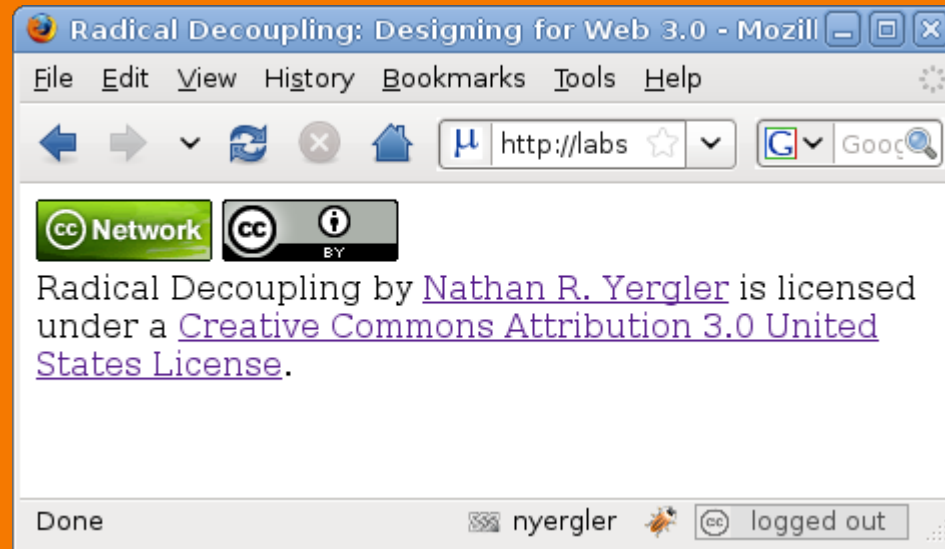 Radical Decoupling: Designing for Web 3.0 - Mozill
File Edit View History Bookmarks Tools Help
μ http://labs G Goog
cc Network cc BY
Radical Decoupling by Nathan R. Yergler is licensed
under a Creative Commons Attribution 3.0 United
States License.
Done nyergler cc logged out